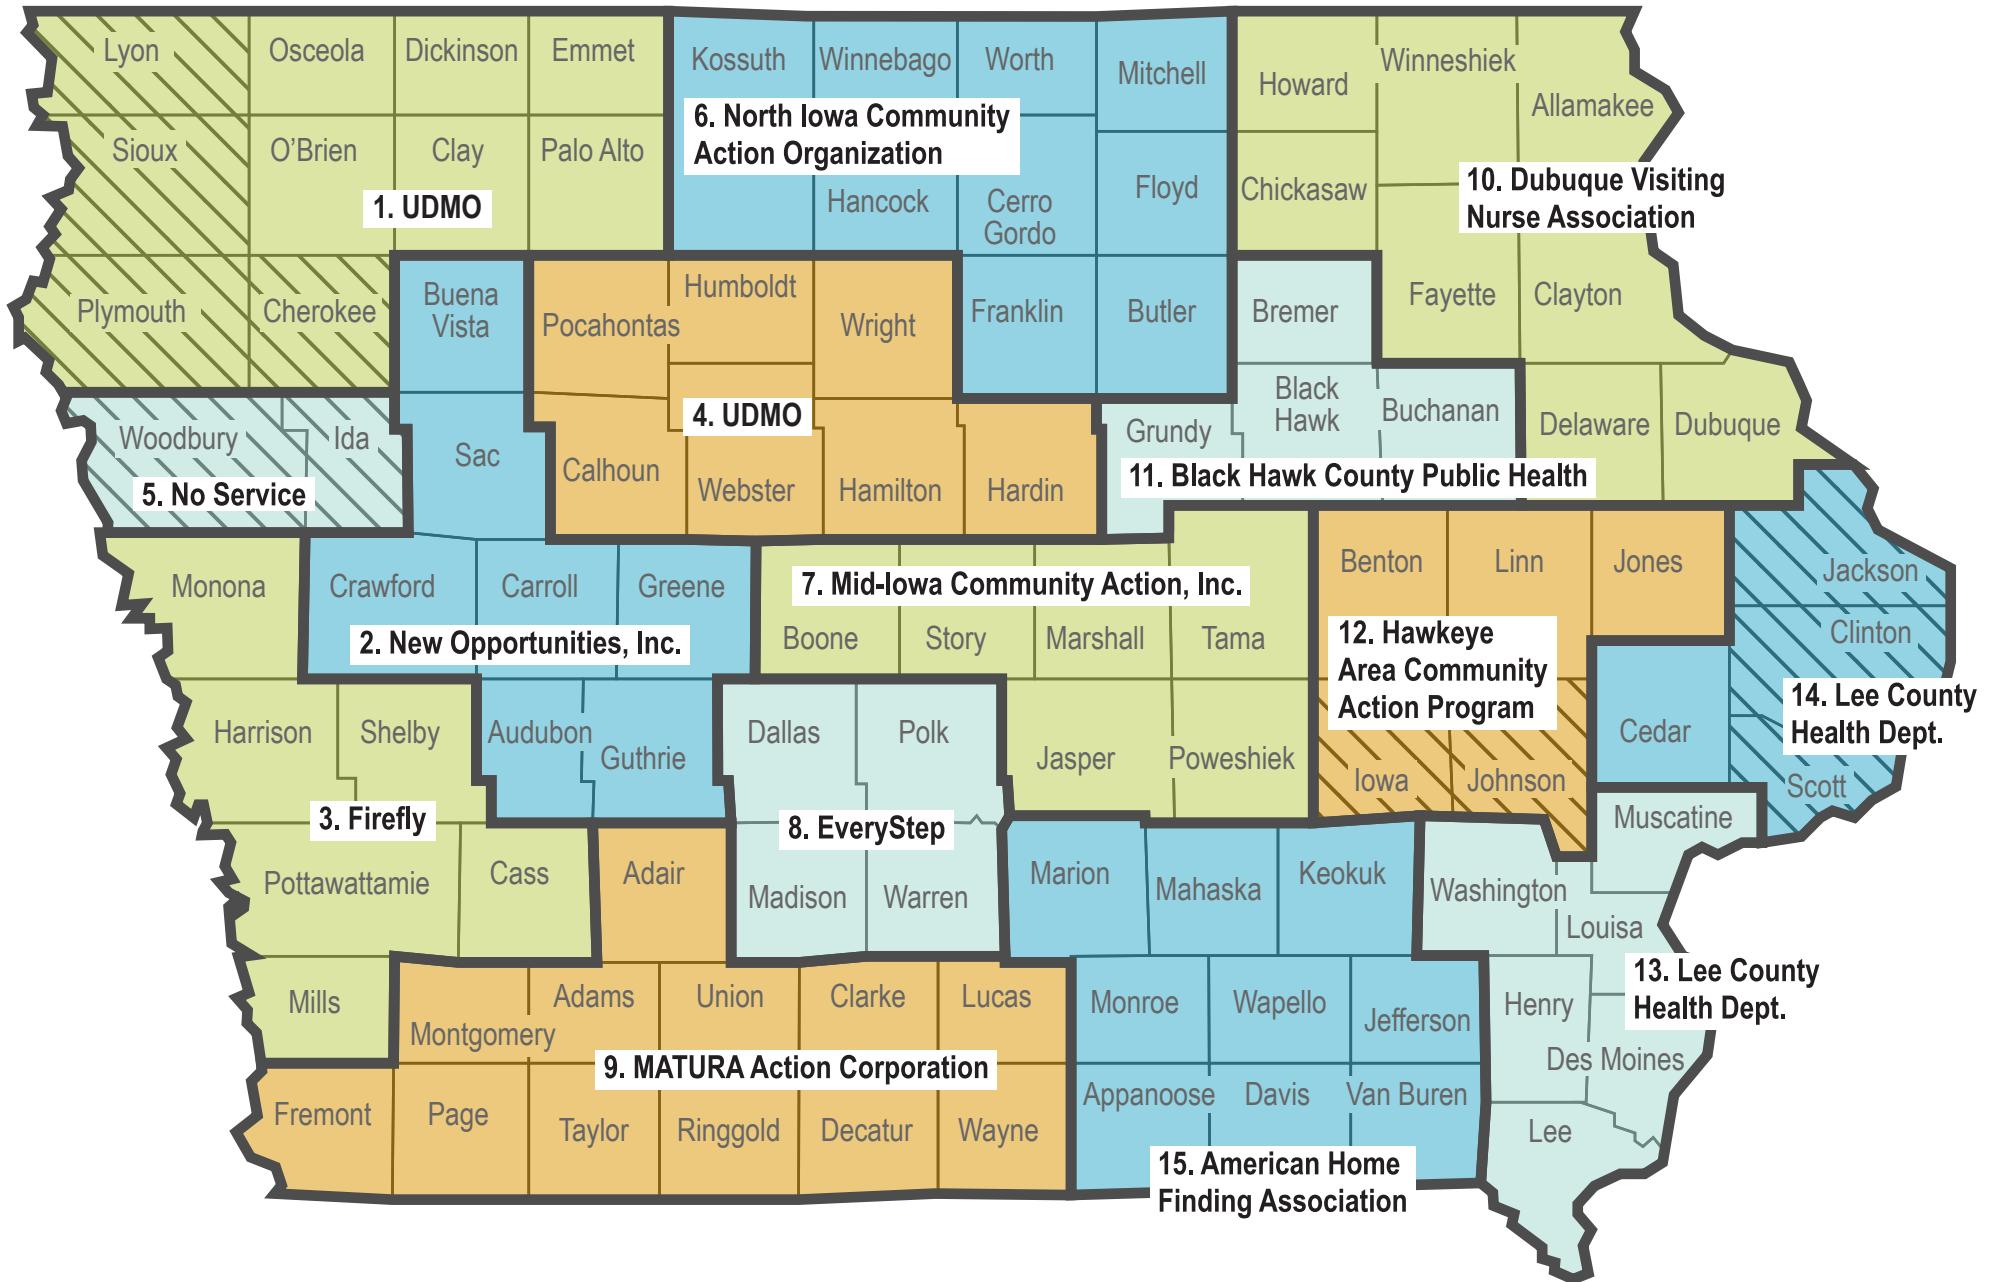 Lyon
Osceola
Dickinson
Emmet
Kossuth
Winnebago
Worth
Mitchell
Howard
Winneshiek
Allamakee
6. North Iowa Community
Action Organization
Sioux
O'Brien
Clay
Palo Alto
1. UDMO
Hancock
Cerro
Gordo
Floyd
Chickasaw
10. Dubuque Visiting
Nurse Association
Plymouth
Cherokee
Buena
Vista
Pocahontas
Humboldt
Wright
Franklin
Butler
Bremer
Fayette
Clayton
4. UDMO
Woodbury
Ida
Sac
Calhoun
Webster
Hamilton
Hardin
Grundy
Black
Hawk
Buchanan
Delaware
Dubuque
5. No Service
11. Black Hawk County Public Health
Monona
Crawford
Carroll
Greene
2. New Opportunities, Inc.
7. Mid-Iowa Community Action, Inc.
Boone
Story
Marshall
Tama
Benton
Linn
Jones
Jackson
Clinton
12. Hawkeye
Area Community
Action Program
14. Lee County
Health Dept.
Harrison
Shelby
Audubon
Guthrie
Dallas
Polk
Jasper
Poweshiek
Iowa
Johnson
Cedar
Scott
3. Firefly
8. EveryStep
Muscatine
Pottawattamie
Cass
Adair
Madison
Warren
Marion
Mahaska
Keokuk
Washington
Louisa
13. Lee County
Health Dept.
Mills
Montgomery
Adams
Union
Clarke
Lucas
Monroe
Wapello
Jefferson
Henry
Des Moines
9. MATURA Action Corporation
Fremont
Page
Taylor
Ringgold
Decatur
Wayne
Appanoose
Davis
Van Buren
Lee
15. American Home
Finding Association